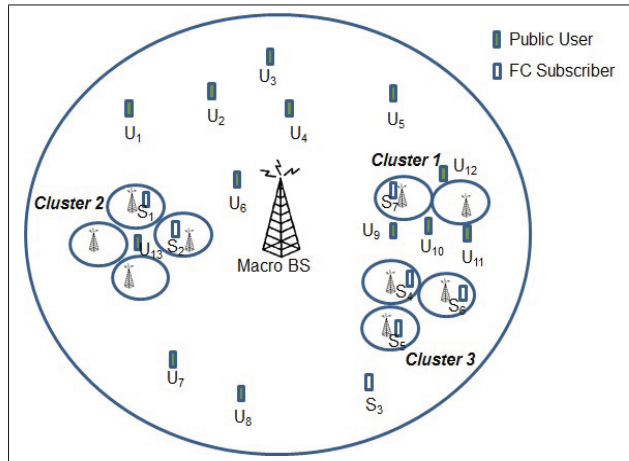 Public User
FC Subscriber
U3
U2
U1
U4
U5
Cluster 1
U12
Cluster 2
S1
U6
S7
S2
U13
U9
U10
U11
Macro BS
S4
S6
S5
Cluster 3
U7
U8
S3